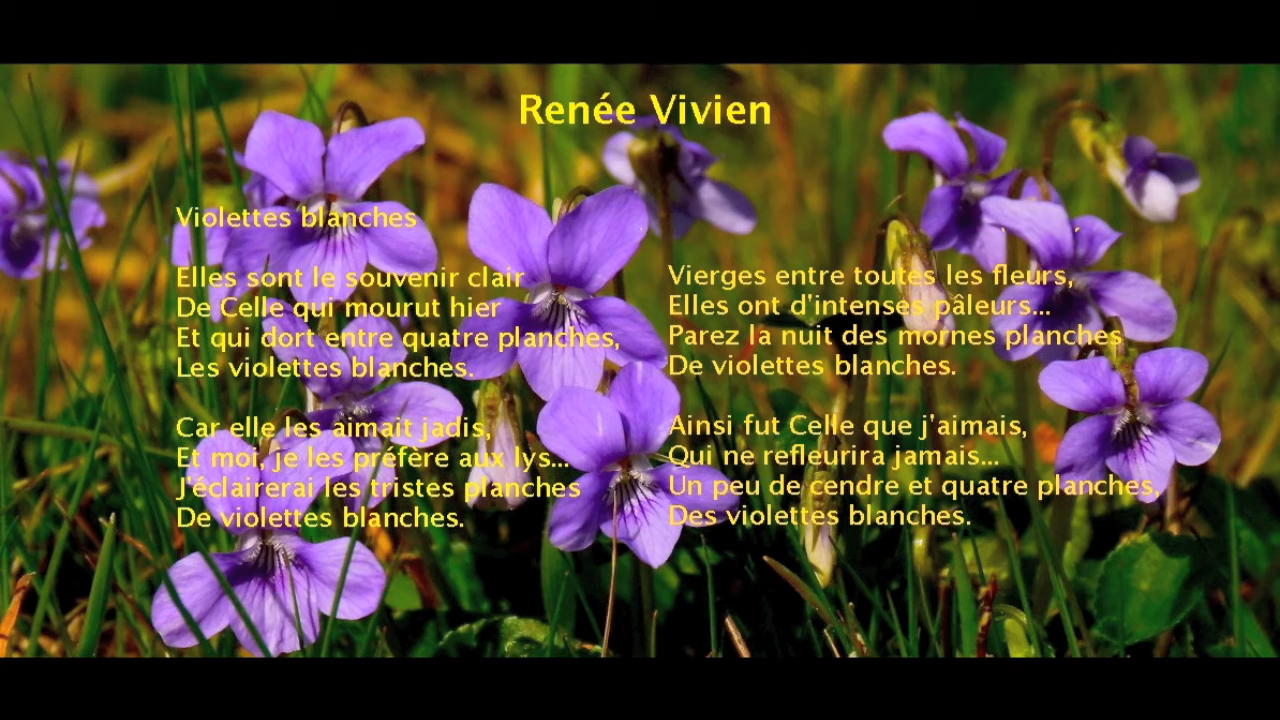 Renée Vivien
Violettes blanches
Elles sont le souvenir clair
De Celle qui mourut hier
Et qui dort entre quatre planches,
Les violettes blanches.
Car elle les aimait jadis,
Et moi, je les préfère aux lys...
J'éclairerai les tristes planches
De violettes blanches.
Vierges entre toutes les fleurs,
Elles ont d'intenses pâleurs...
Parez la nuit des mornes planches
De violettes blanches.
Ainsi fut Celle que j'aimais,
Qui ne refleurira jamais...
Un peu de cendre et quatre planches,
Des violettes blanches.